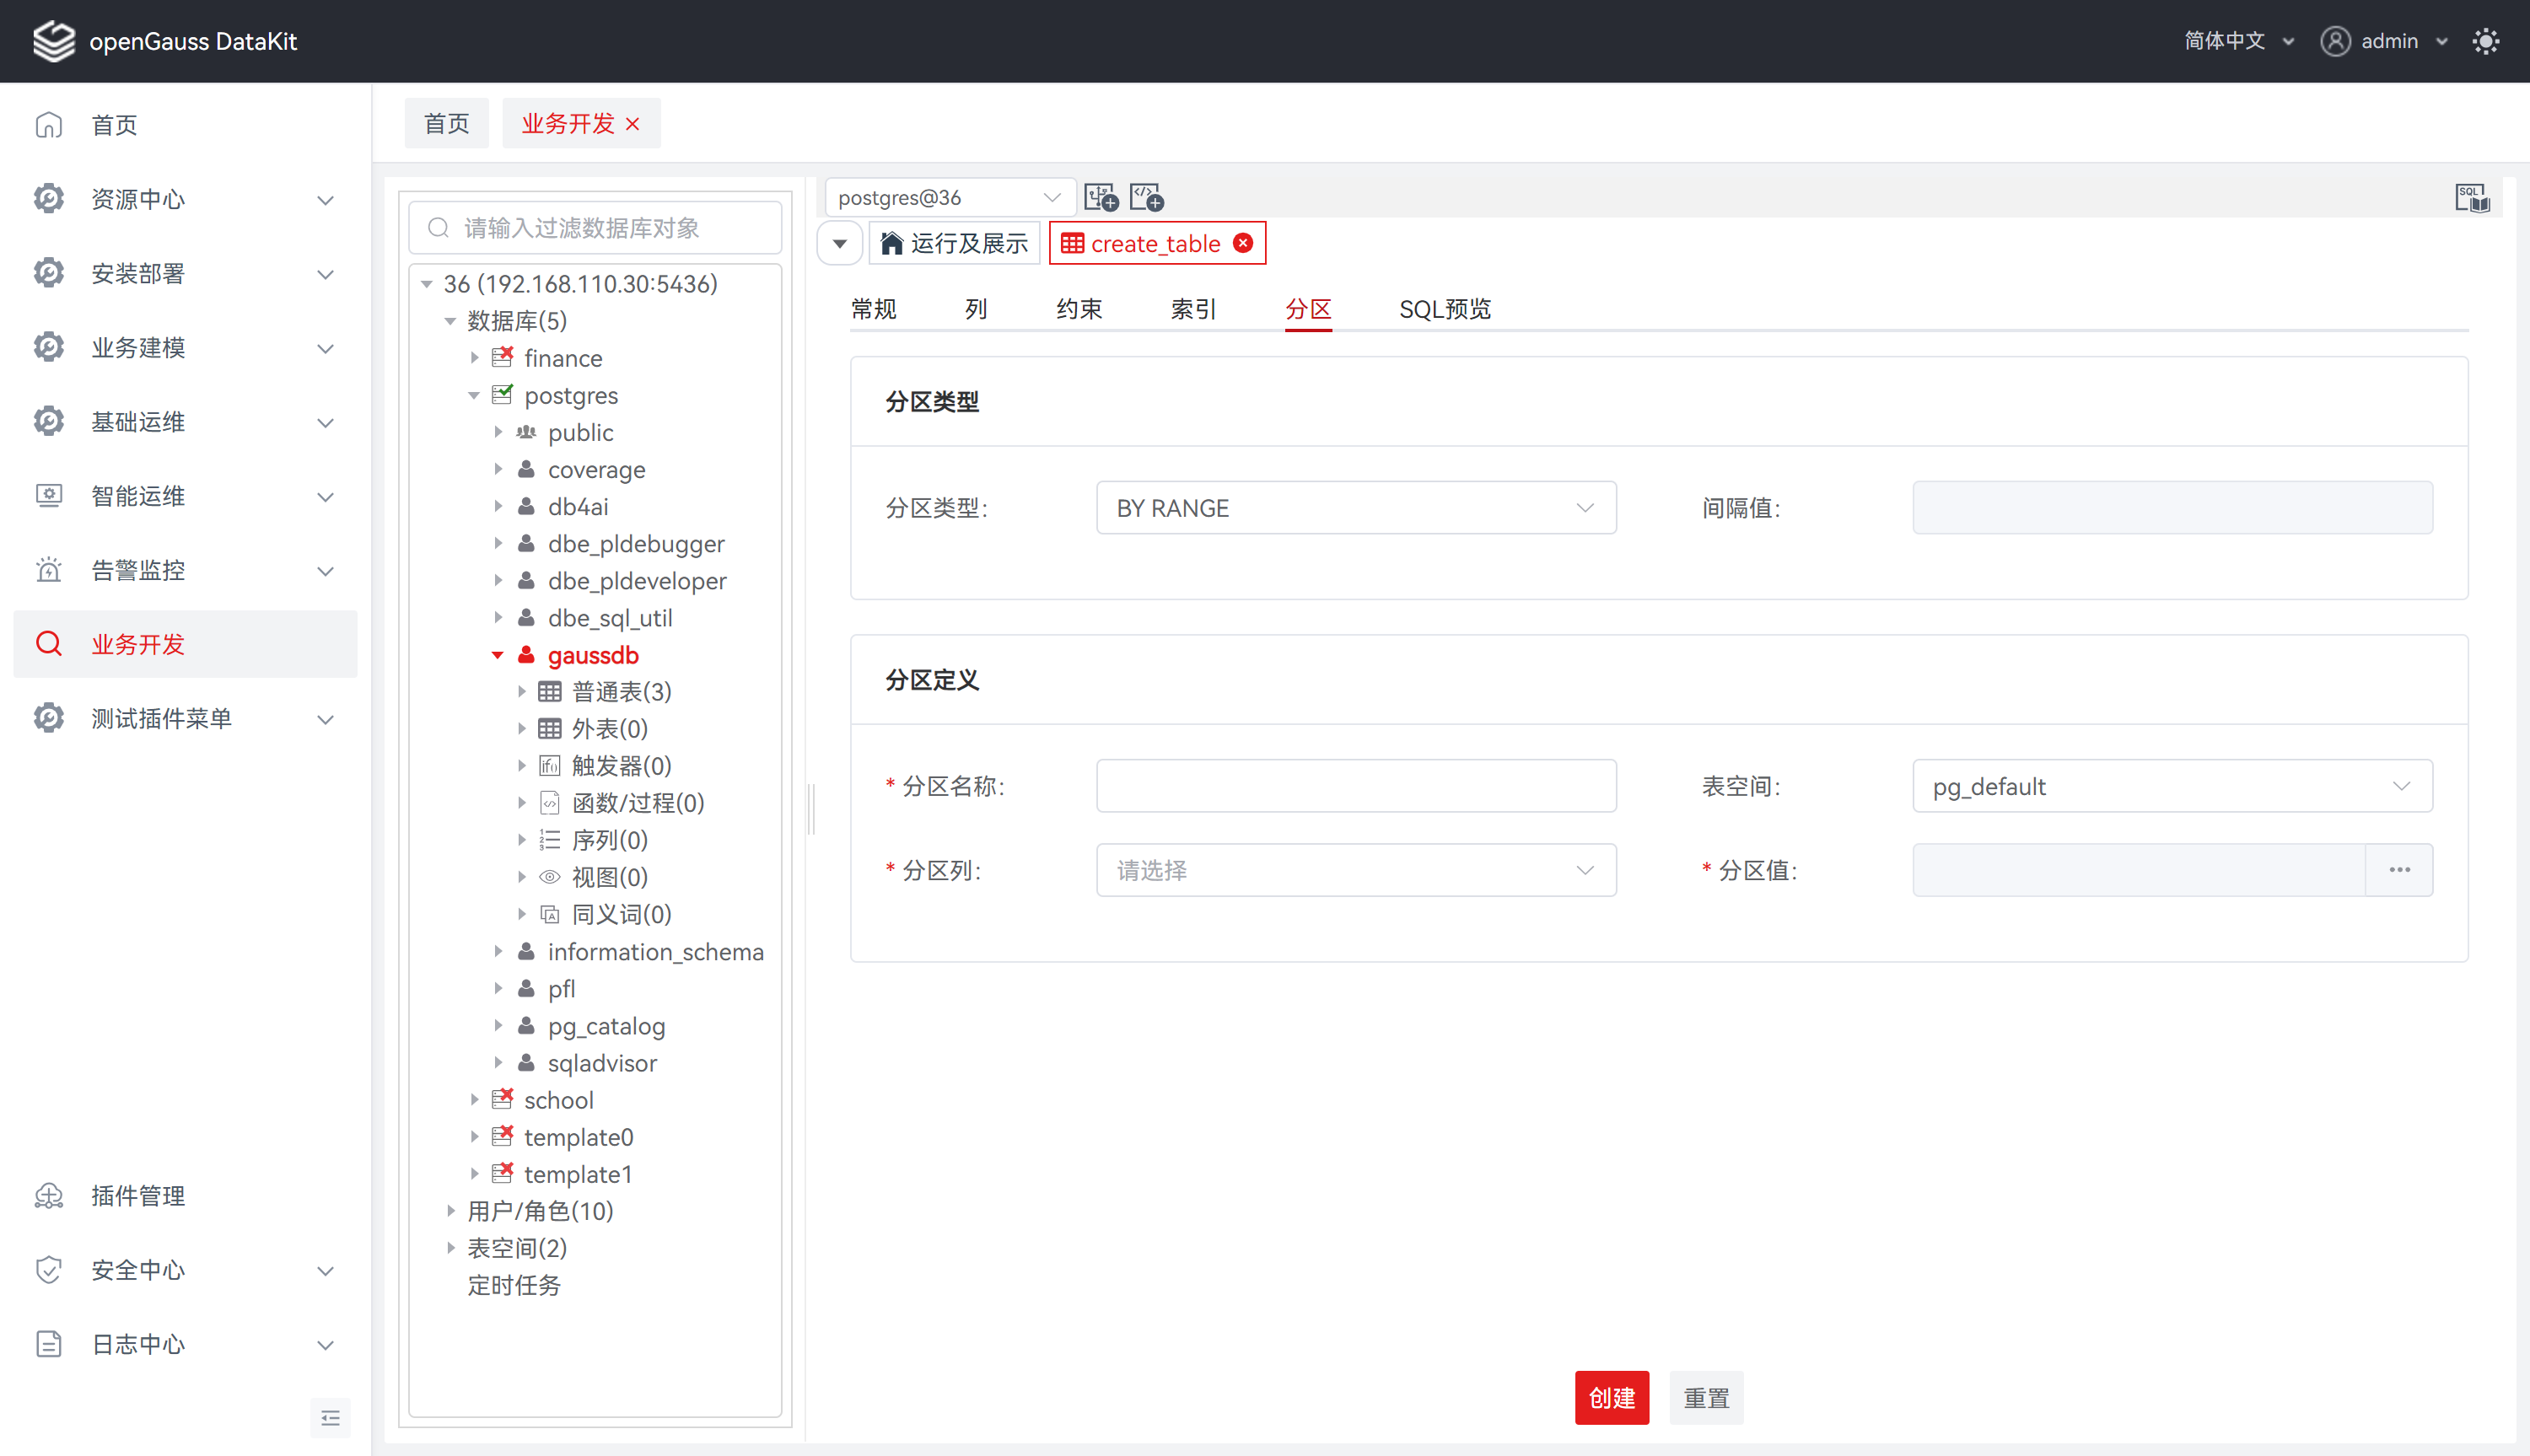 openGauss DataKit
简体中文
admin
首页
资源中心
安装部署
业务建模
基础运维
智能运维
告警监控
业务开发
测试插件菜单
插件管理
安全中心
日志中心
首页
业务开发
请输入过滤数据库对象
36 (192.168.110.30:5436)
数据库(5)
finance
postgres
public
coverage
db4ai
dbe_pldebugger
dbe_pldeveloper
dbe_sql_util
gaussdb
普通表(3)
外表(0)
触发器(0)
函数/过程(0)
序列(0)
视图(0)
同义词(0)
information_schema
pfl
pg_catalog
sqladvisor
school
template0
template1
用户/角色(10)
表空间(2)
定时任务
postgres@36
SQL
运行及展示
create_table
常规 列 约束 索引 分区 SQL预览
分区类型
分区类型: BY RANGE 间隔值:
分区定义
* 分区名称: 表空间: pg_default
* 分区列: 请选择 * 分区值: •••
创建 重置